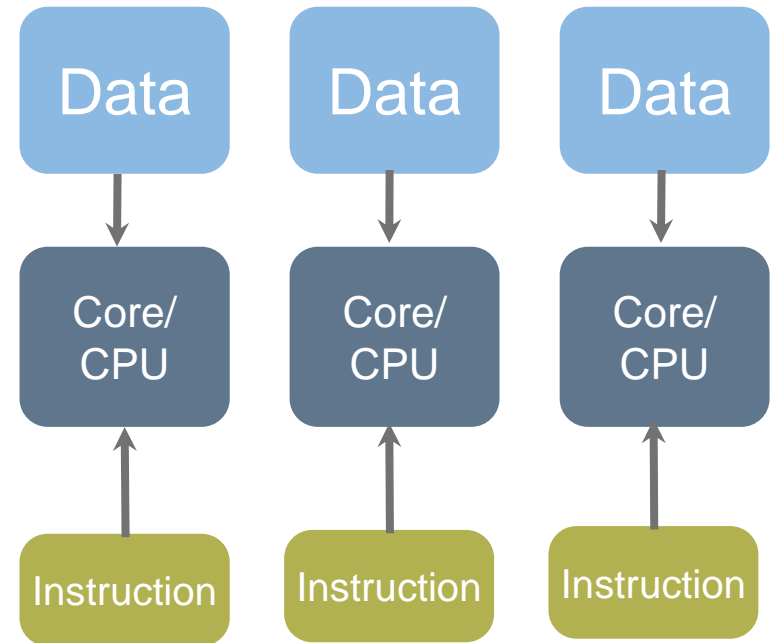 Data
Data
Data
Core/
CPU
Core/
CPU
Core/
CPU
Instruction
Instruction
Instruction